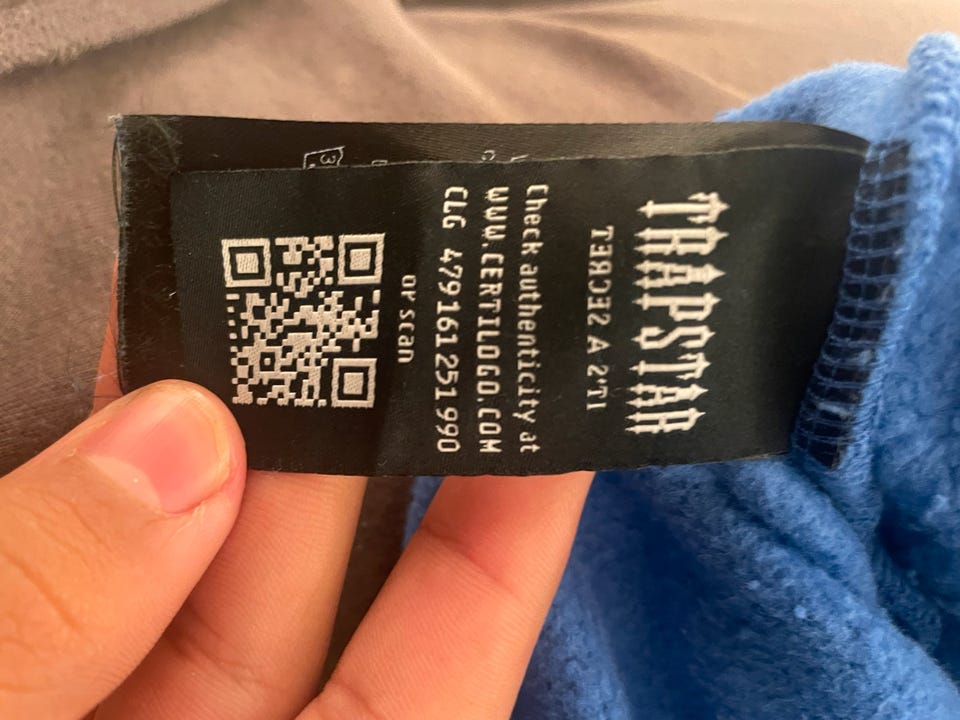 TRAPSTAR
IT'S A SECRET
Check authenticity at
WWW.CERTILOGO.COM
CLG 479161251990
or scan